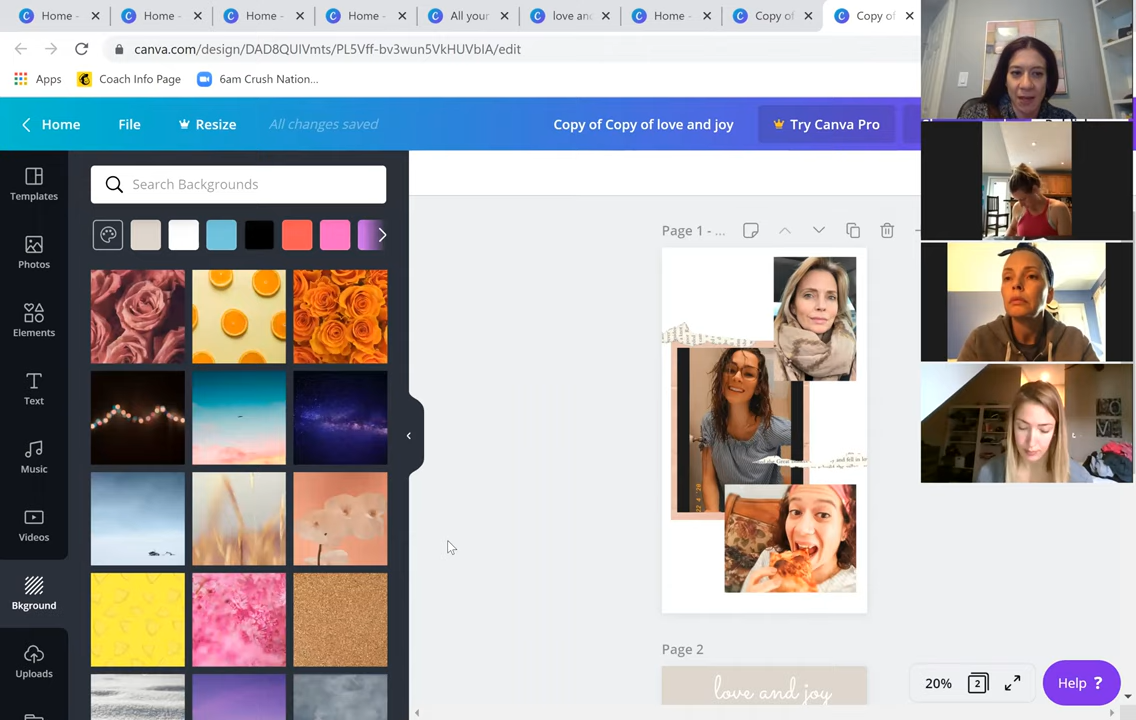 Home -
Home -
Home -
Home -
All your
love and
Home -
Copy of
Copy of
canva.com/design/DAD8QUIVmts/PL5Vff-bv3wun5VkHUVbIA/edit
Apps
Coach Info Page
6am Crush Nation...
Home
File
Resize
All changes saved
Copy of Copy of love and joy
Try Canva Pro
Templates
Photos
Elements
Text
Music
Videos
Bkground
Uploads
Search Backgrounds
Page 1 - ...
Page 2
love and joy
20%
2
Help ?